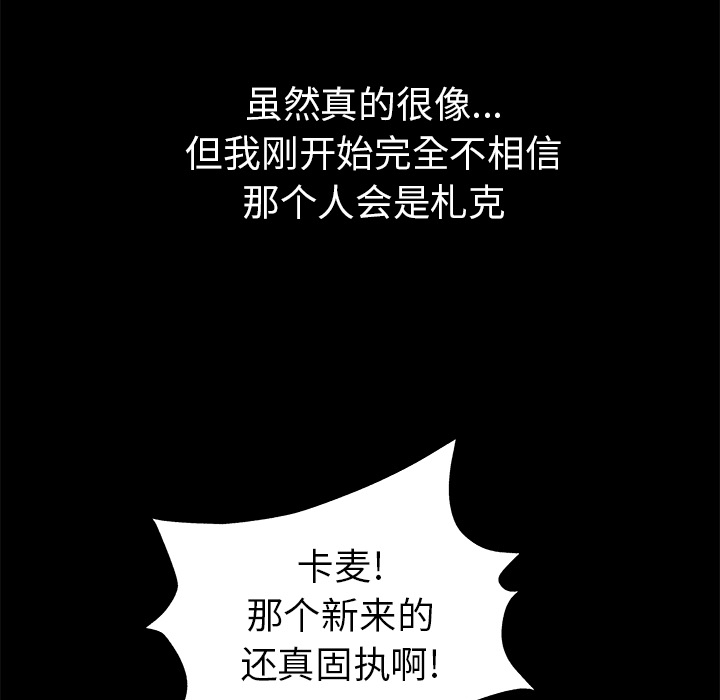 虽然真的很像...
但我刚开始完全不相信
那个人会是札克
卡麦!
那个新来的
还真固执啊!